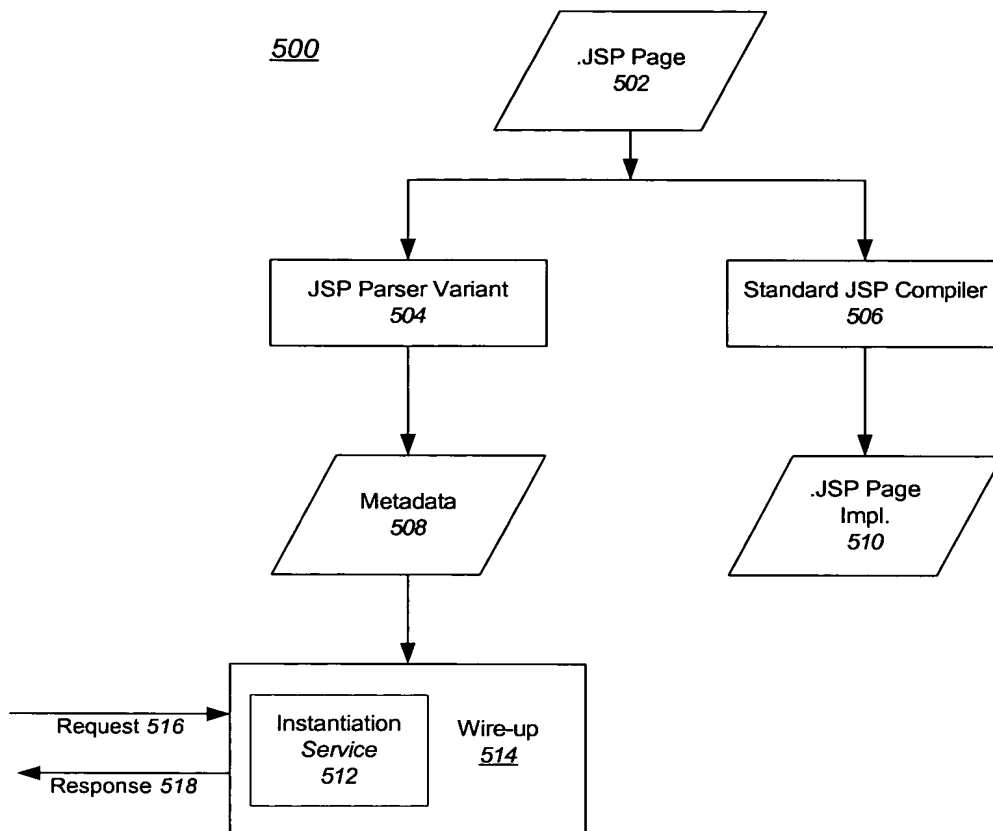 500
.JSP Page
502
JSP Parser Variant
504
Standard JSP Compiler
506
Metadata
508
.JSP Page
Impl.
510
Instantiation
Service
512
Wire-up
514
Request 516
Response 518